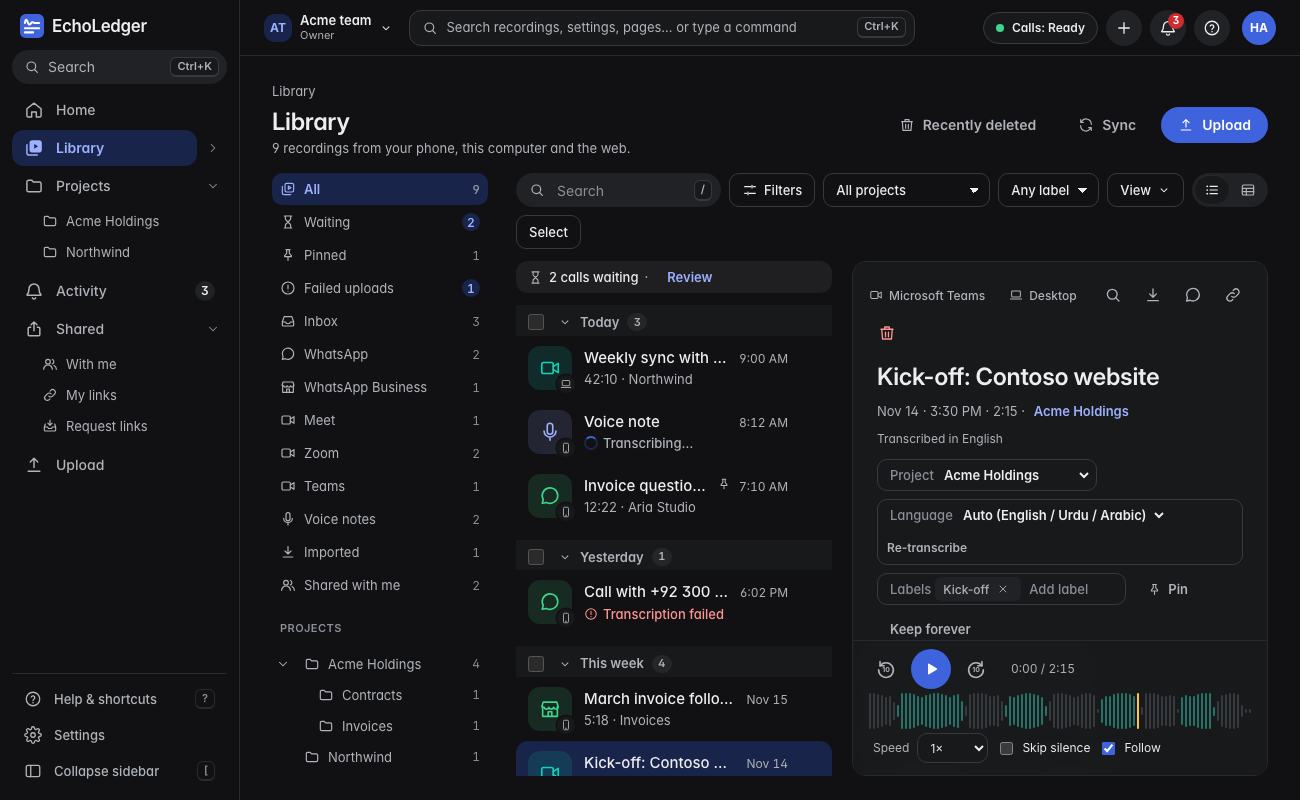 EchoLedger
Search Ctrl+K
Home
Library
Projects
Acme Holdings
Northwind
Activity 3
Shared
With me
My links
Request links
Upload
Help & shortcuts ?
Settings
Collapse sidebar [
AT Acme team
Owner
Search recordings, settings, pages... or type a command Ctrl+K
Calls: Ready
3
HA
Library
Library
9 recordings from your phone, this computer and the web.
Recently deleted
Sync
Upload
All 9
Waiting 2
Pinned 1
Failed uploads 1
Inbox 3
WhatsApp 2
WhatsApp Business 1
Meet 1
Zoom 2
Teams 1
Voice notes 2
Imported 1
Shared with me 2
PROJECTS
Acme Holdings 4
Contracts 1
Invoices 1
Northwind 1
Search /
Filters
All projects
Any label
View
Select
2 calls waiting · Review
Today 3
Weekly sync with ... 9:00 AM
42:10 · Northwind
Voice note 8:12 AM
Transcribing...
Invoice questio... 7:10 AM
12:22 · Aria Studio
Yesterday 1
Call with +92 300 ... 6:02 PM
Transcription failed
This week 4
March invoice follo... Nov 15
5:18 · Invoices
Kick-off: Contoso ... Nov 14
Microsoft Teams Desktop
Kick-off: Contoso website
Nov 14 · 3:30 PM · 2:15 · Acme Holdings
Transcribed in English
Project Acme Holdings
Language Auto (English / Urdu / Arabic)
Re-transcribe
Labels Kick-off × Add label
Pin
Keep forever
10 10 0:00 / 2:15
Speed 1× Skip silence Follow